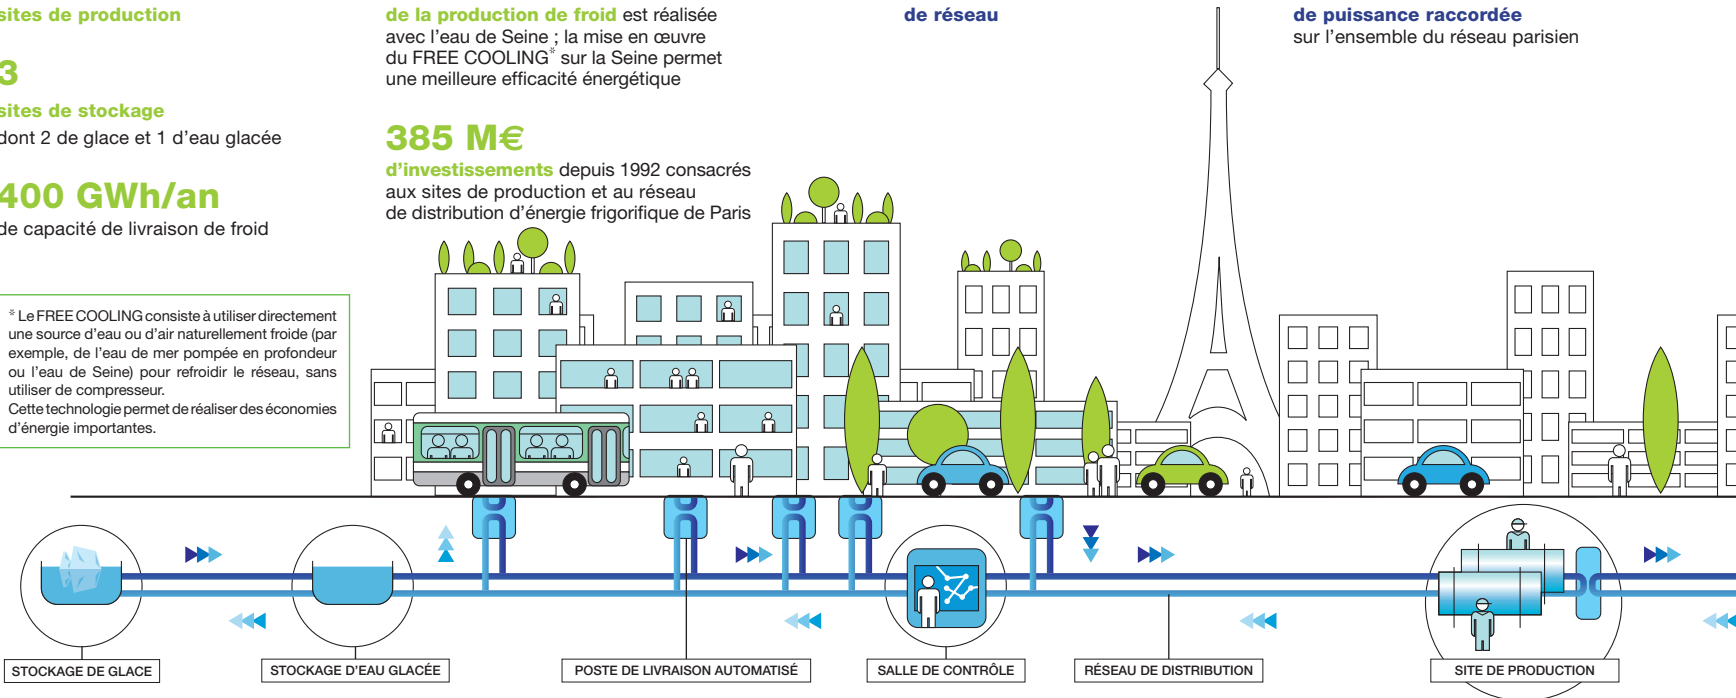 sites de production
3
sites de stockage
dont 2 de glace et 1 d'eau glacée
400 GWh/an
de capacité de livraison de froid
* Le FREE COOLING consiste à utiliser directement
une source d'eau ou d'air naturellement froide (par
exemple, de l'eau de mer pompée en profondeur
ou l'eau de Seine) pour refroidir le réseau, sans
utiliser de compresseur.
Cette technologie permet de réaliser des économies
d'énergie importantes.
de la production de froid est réalisée
avec l'eau de Seine ; la mise en œuvre
du FREE COOLING* sur la Seine permet
une meilleure efficacité énergétique
385 M€
d'investissements depuis 1992 consacrés
aux sites de production et au réseau
de distribution d'énergie frigorifique de Paris
de réseau
de puissance raccordée
sur l'ensemble du réseau parisien
STOCKAGE DE GLACE
STOCKAGE D'EAU GLACÉE
POSTE DE LIVRAISON AUTOMATISÉ
SALLE DE CONTRÔLE
RÉSEAU DE DISTRIBUTION
SITE DE PRODUCTION